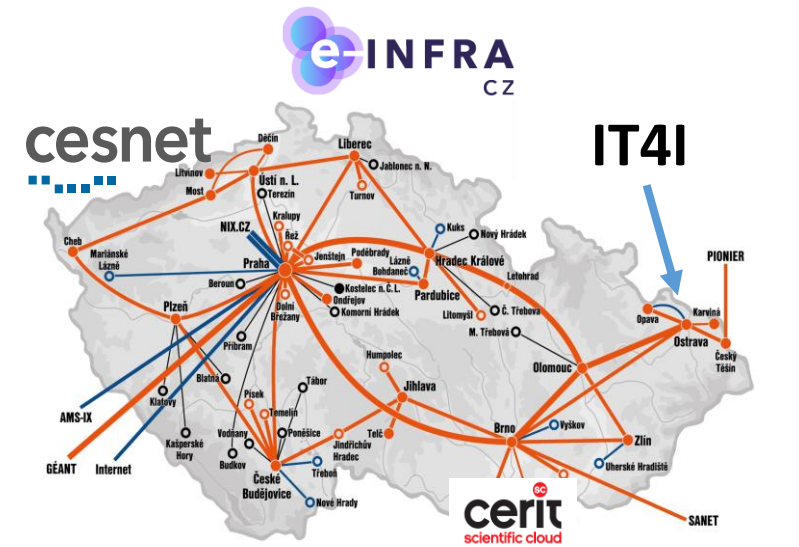 e-INFRA
CZ
cesnet
IT4I
Děčín
Litvínov
Most
Ústí n. L.
Terezín
Liberec
Jablonec n. N.
Turnov
Kralupy
NIX.CZ
Řež
Kuks
Nový Hrádek
Cheb
Mariánské
Lázně
Praha
Jenštejn
Poděbrady
Lázně
Bohdaneč
Hradec Králové
Letohrad
PIONIER
Beroun
Kostelec n. Č. L.
Ondřejov
Pardubice
Plzeň
Dolní
Břežany
Komorní Hrádek
Litomyšl
Č. Třebová
M. Třebová
Opava
Karviná
Ostrava
Český
Těšín
Příbram
Humpolec
Olomouc
Klatovy
Blatná
Písek
Tábor
Jihlava
AMS-IX
Temelín
Kašperské
Hory
Vodňany
Poněšice
Jindřichův
Hradec
Telč
Brno
Vyškov
Zlín
GÉANT
Internet
Budkov
České
Budějovice
Třeboň
Uherské Hradiště
Nové Hrady
sc
cerit
scientific cloud
SANET